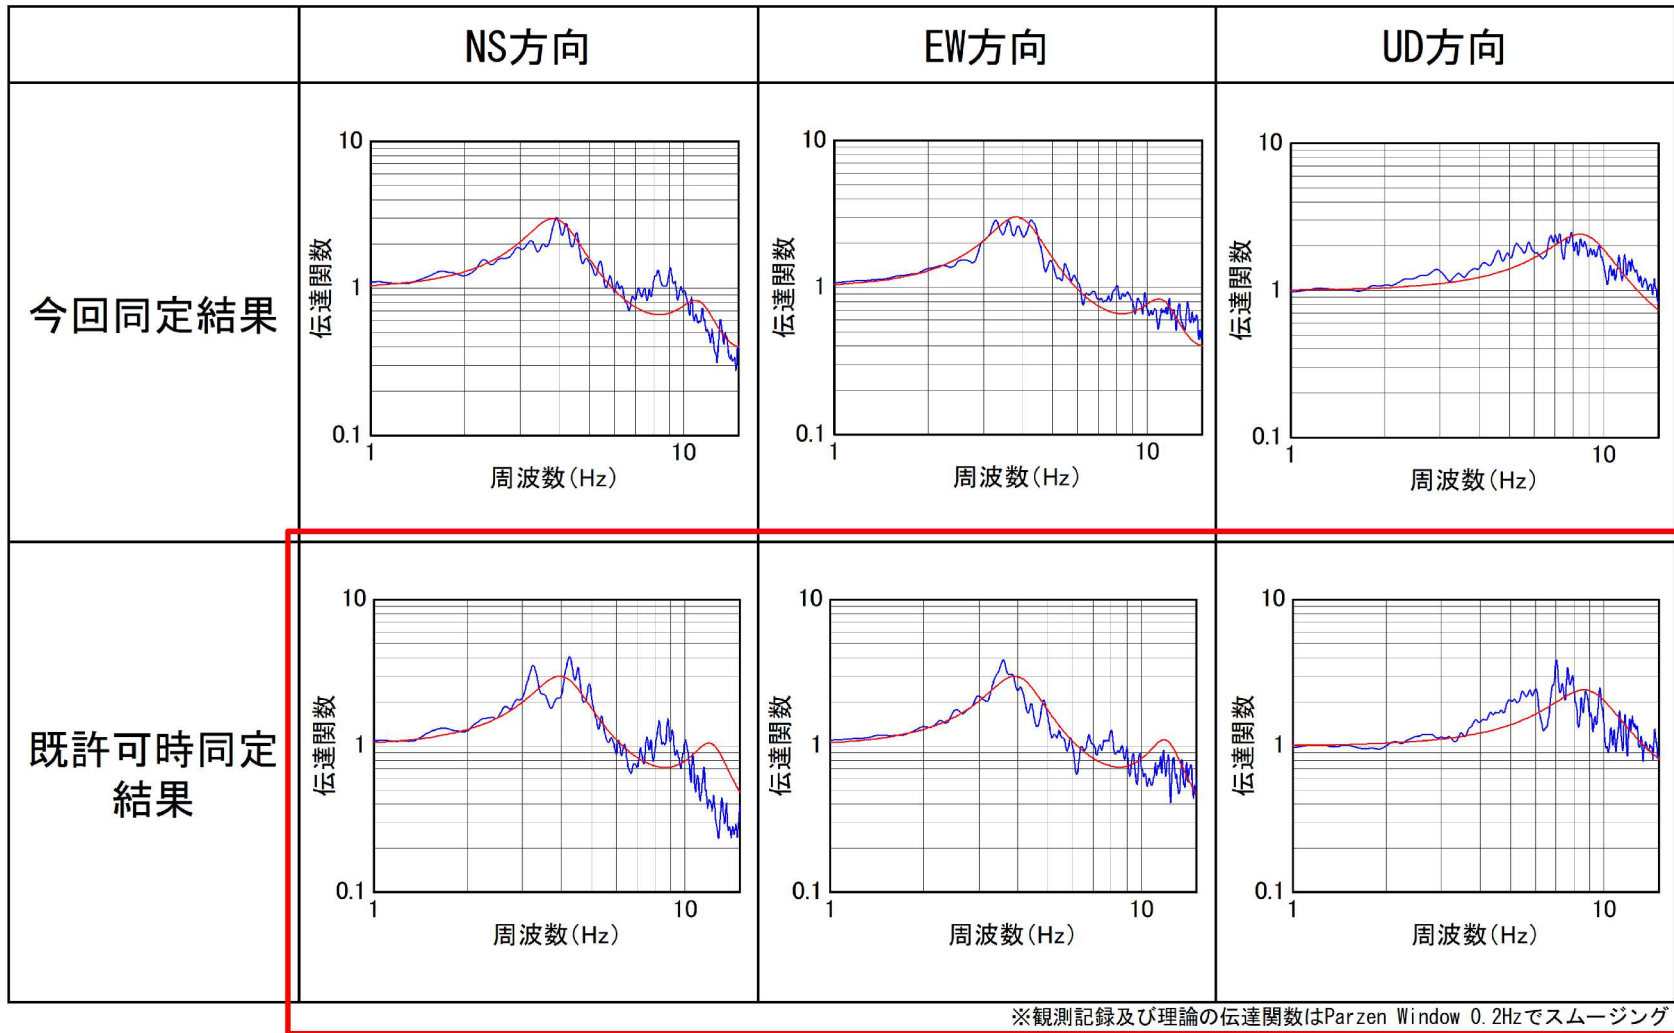 NS方向
EW方向
UD方向
今回同定結果
10
1
0.1
伝達関数
1
10
周波数(Hz)
10
1
0.1
伝達関数
1
10
周波数(Hz)
10
1
0.1
伝達関数
1
10
周波数(Hz)
既許可時同定
結果
10
1
0.1
伝達関数
1
10
周波数(Hz)
10
1
0.1
伝達関数
1
10
周波数(Hz)
10
1
0.1
伝達関数
1
10
周波数(Hz)
※観測記録及び理論の伝達関数はParzen Window 0.2Hzでスムージング